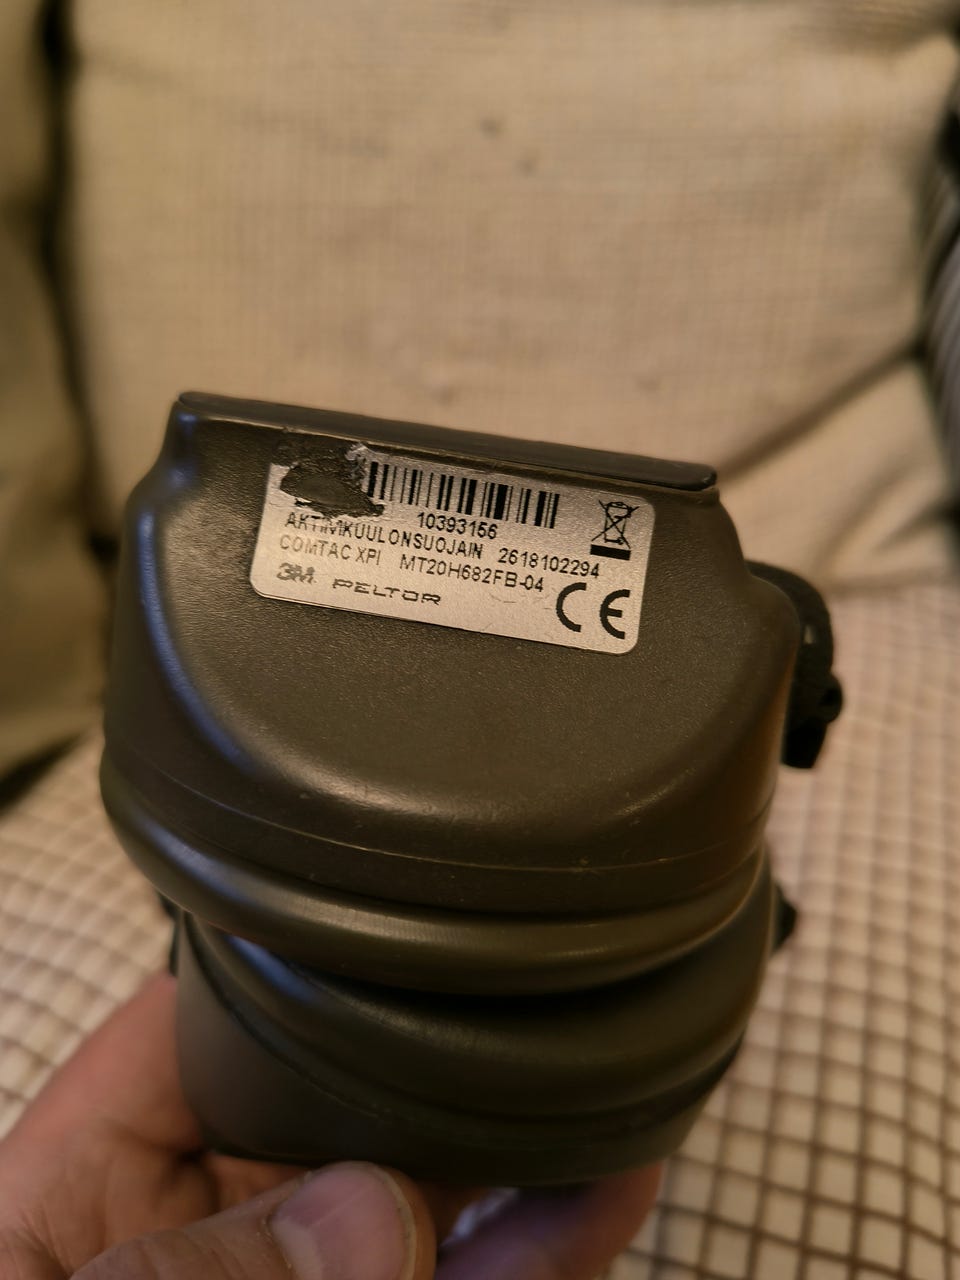 10393156
AKTIIVIKUULONSUOJAIN 2618102294
COMTAC XPI MT20H682FB-04
3M PELTOR CE